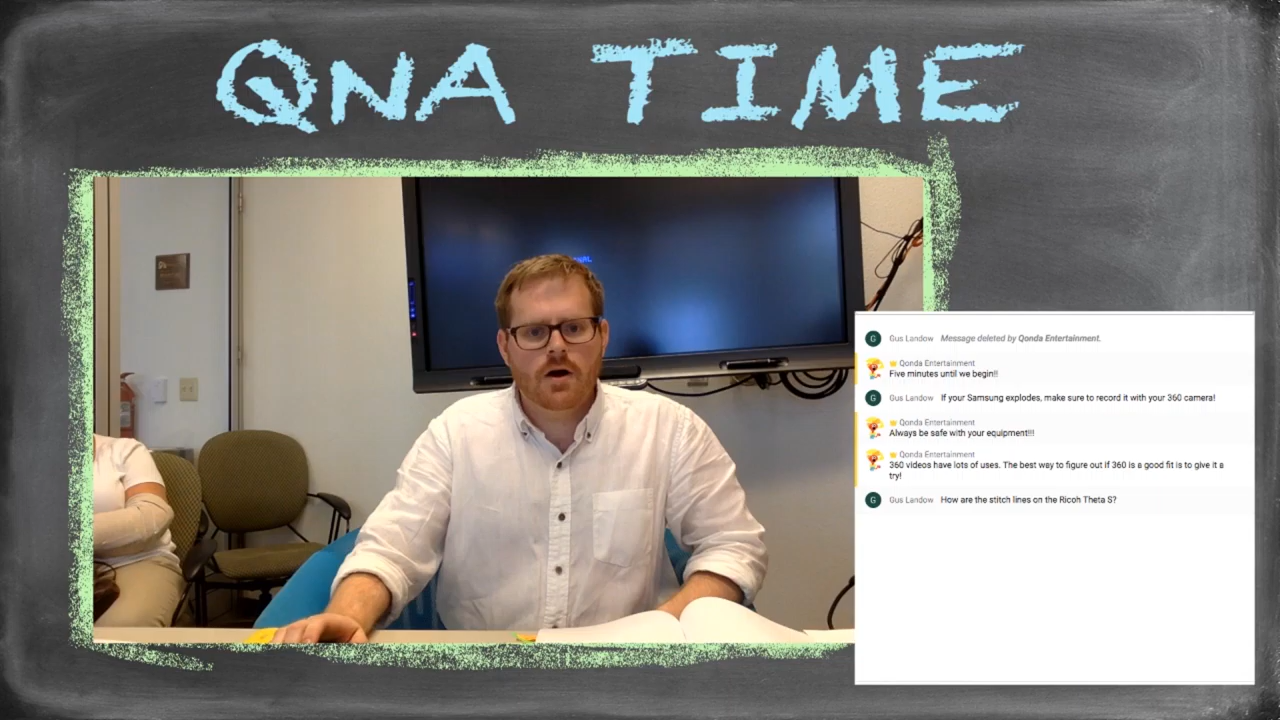 QNA TIME
G Gus Landow Message deleted by Qonda Entertainment.
Qonda Entertainment
Five minutes until we begin!!
G Gus Landow If your Samsung explodes, make sure to record it with your 360 camera!
Qonda Entertainment
Always be safe with your equipment!!!
Qonda Entertainment
360 videos have lots of uses. The best way to figure out if 360 is a good fit is to give it a
try!
G Gus Landow How are the stitch lines on the Ricoh Theta S?